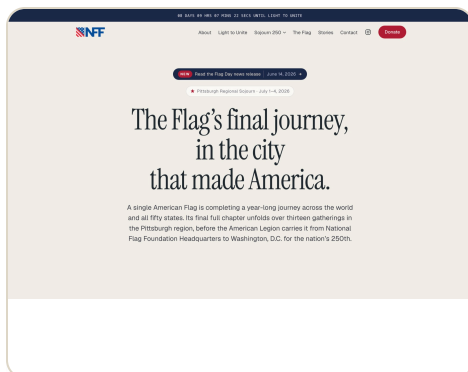 00 DAYS 09 HRS 07 MINS 22 SECS UNTIL LIGHT TO UNITE
NFF
About Light to Unite Sojourn 250 The Flag Stories Contact Donate
NEW Read the Flag Day news release June 14, 2026 →
★ Pittsburgh Regional Sojourn · July 1–4, 2026
The Flag’s final journey,
in the city
that made America.
A single American Flag is completing a year-long journey across the world
and all fifty states. Its final full chapter unfolds over thirteen gatherings in
the Pittsburgh region, before the American Legion carries it from National
Flag Foundation Headquarters to Washington, D.C. for the nation’s 250th.